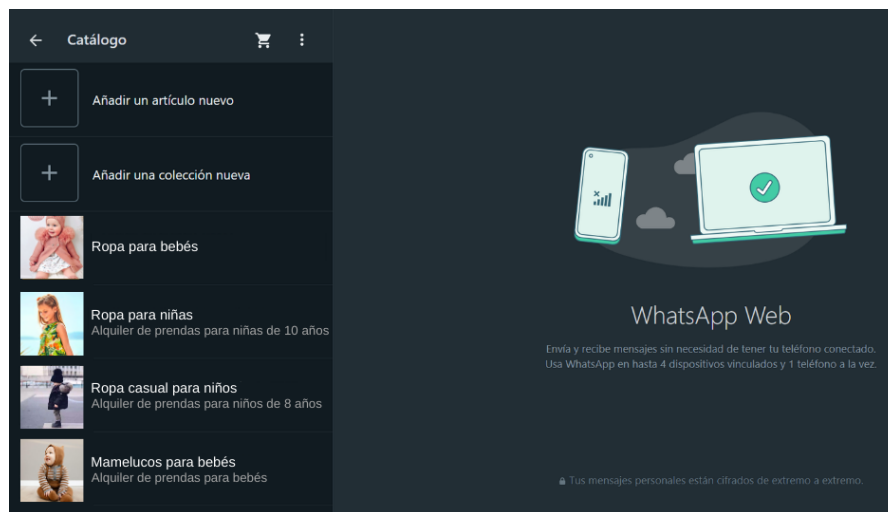 Catálogo
Añadir un artículo nuevo
Añadir una colección nueva
Ropa para bebés
Ropa para niñas
Alquiler de prendas para niñas de 10 años
Ropa casual para niños
Alquiler de prendas para niños de 8 años
Mamelucos para bebés
Alquiler de prendas para bebés
WhatsApp Web
Envía y recibe mensajes sin necesidad de tener tu teléfono conectado.
Usa WhatsApp en hasta 4 dispositivos vinculados y 1 teléfono a la vez.
Tus mensajes personales están cifrados de extremo a extremo.